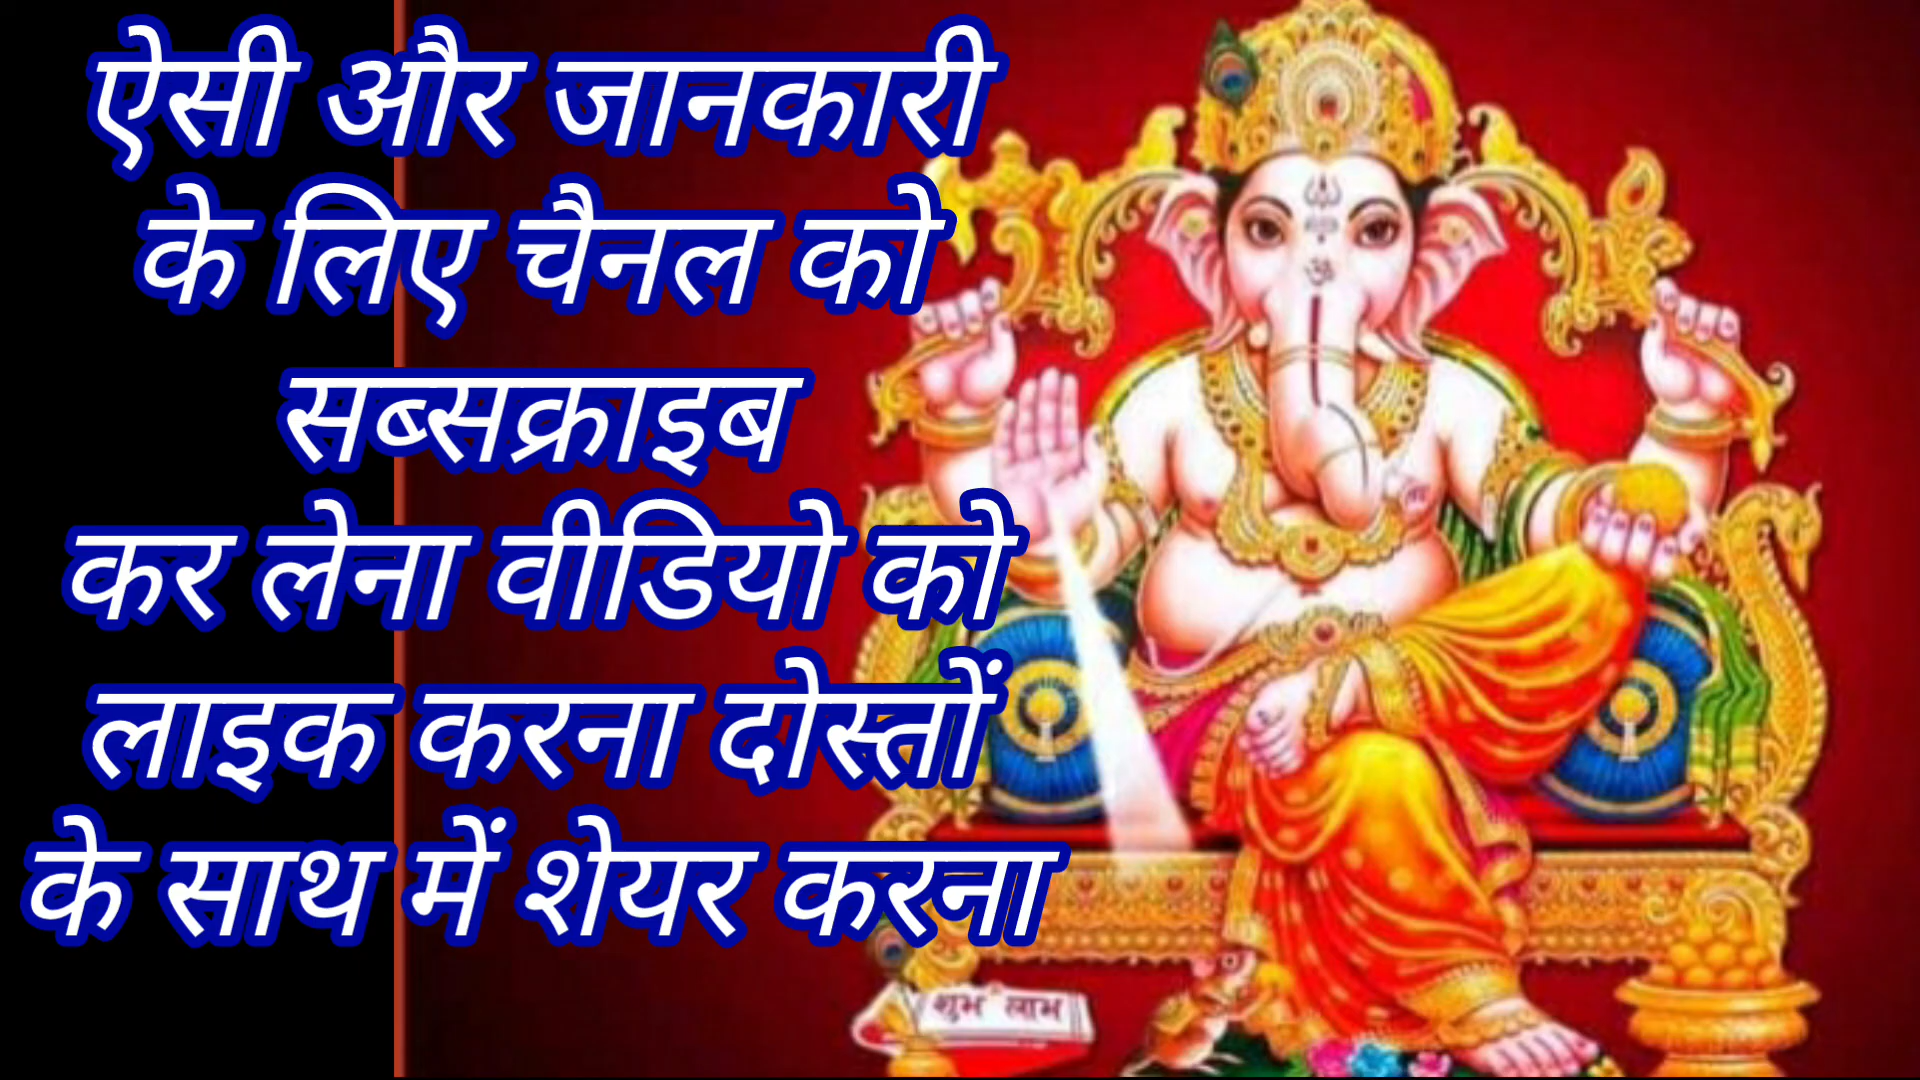 ऐसी और जानकारी
के लिए चैनल को
सब्सक्राइब
कर लेना वीडियो को
लाइक करना दोस्तों
के साथ में शेयर करना
ॐ
शुभ लाभ